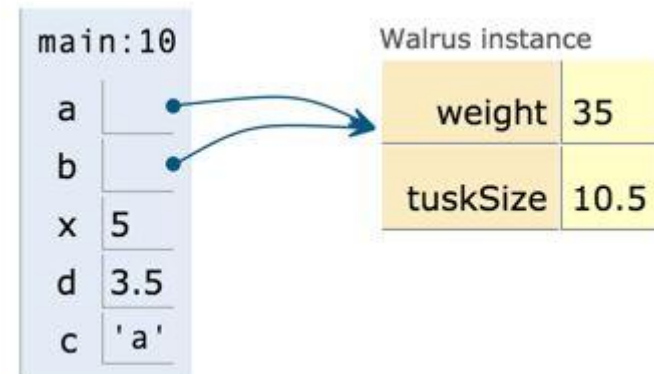 main:10
a
b
x 5
d 3.5
c 'a'
Walrus instance
weight 35
tuskSize 10.5